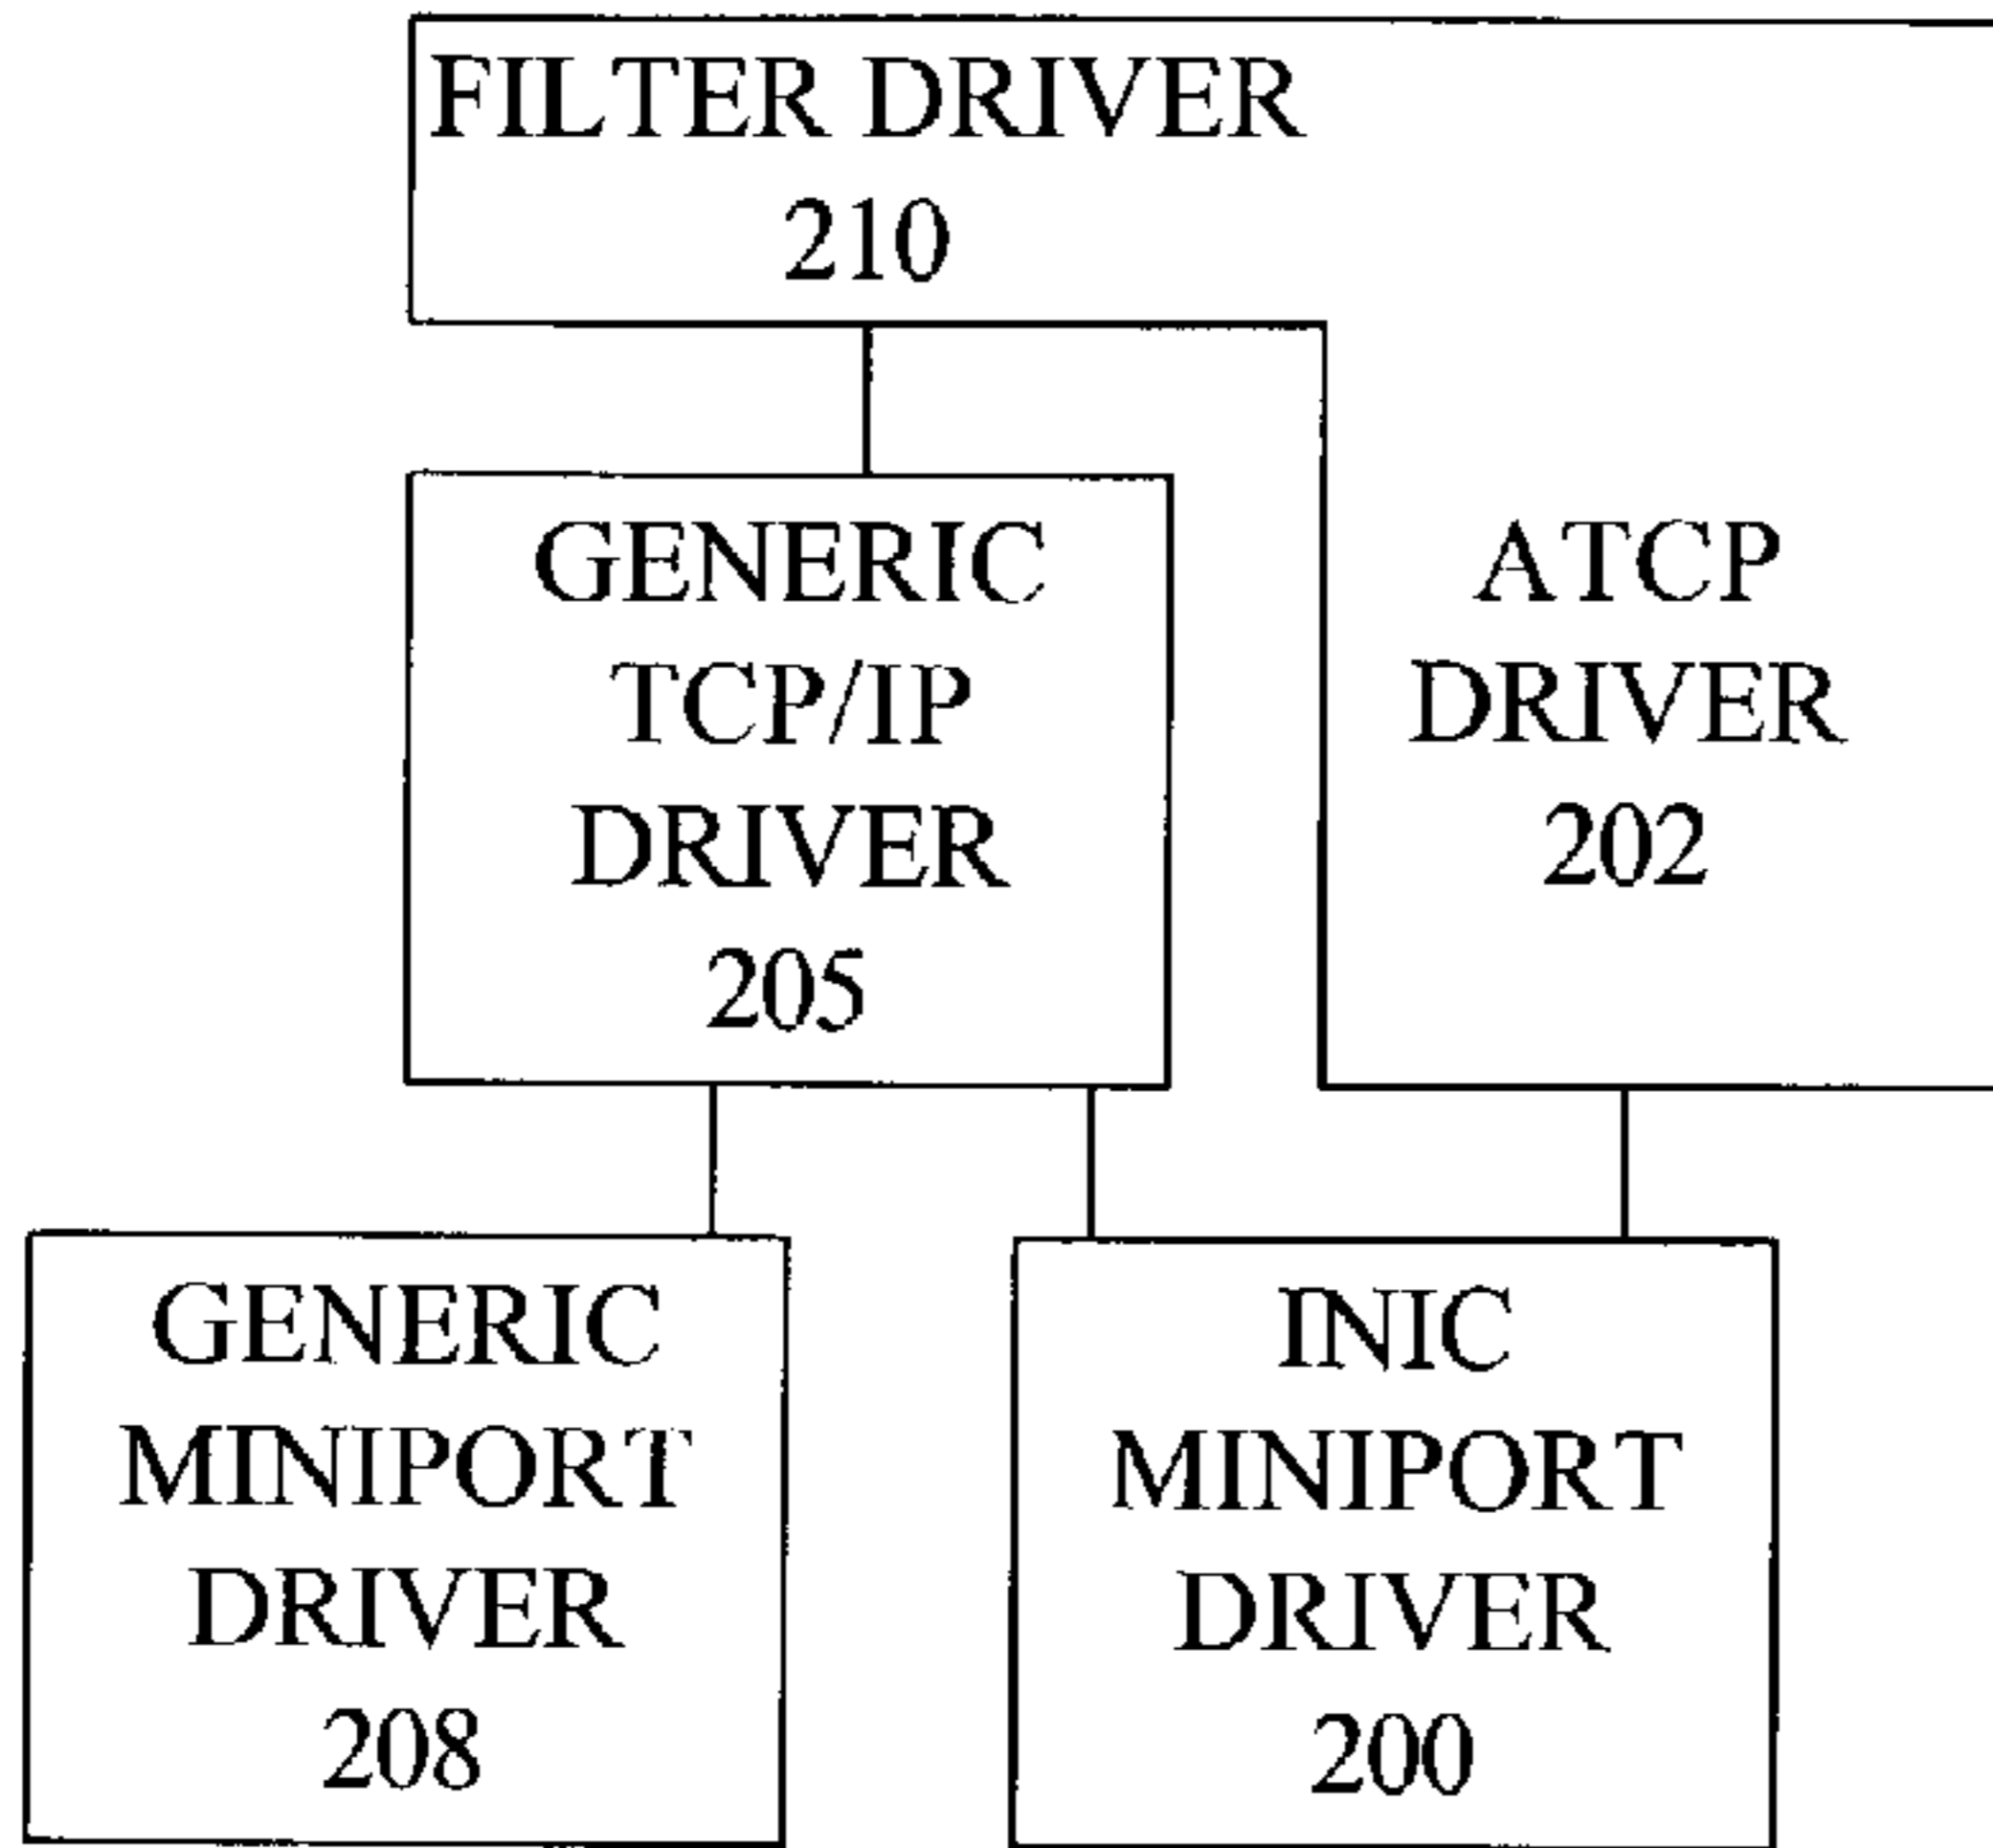 FILTER DRIVER
210
GENERIC
TCP/IP
DRIVER
205
ATCP
DRIVER
202
GENERIC
MINIPORT
DRIVER
208
INIC
MINIPORT
DRIVER
200